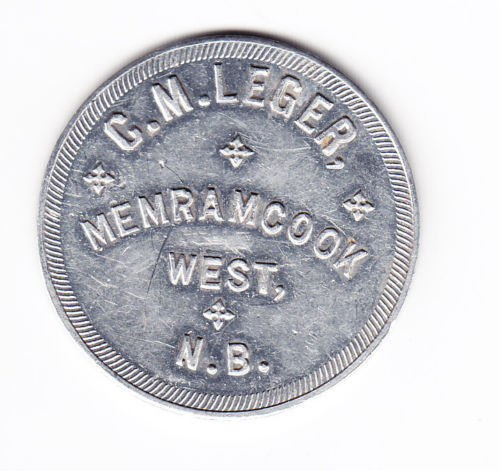 C.M.LEGER,
MEMRAMCOOK
WEST,
N.B.